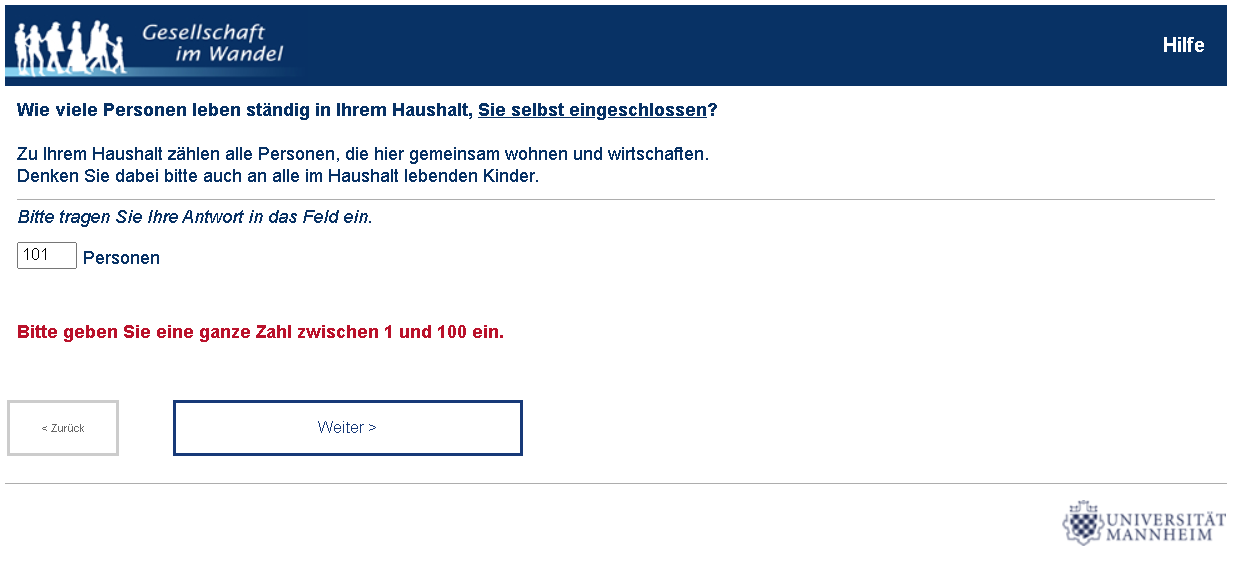 Gesellschaft
im Wandel
Hilfe
Wie viele Personen leben ständig in Ihrem Haushalt, Sie selbst eingeschlossen?
Zu Ihrem Haushalt zählen alle Personen, die hier gemeinsam wohnen und wirtschaften.
Denken Sie dabei bitte auch an alle im Haushalt lebenden Kinder.
Bitte tragen Sie Ihre Antwort in das Feld ein.
101 Personen
Bitte geben Sie eine ganze Zahl zwischen 1 und 100 ein.
< Zurück
Weiter >
UNIVERSITÄT
MANNHEIM